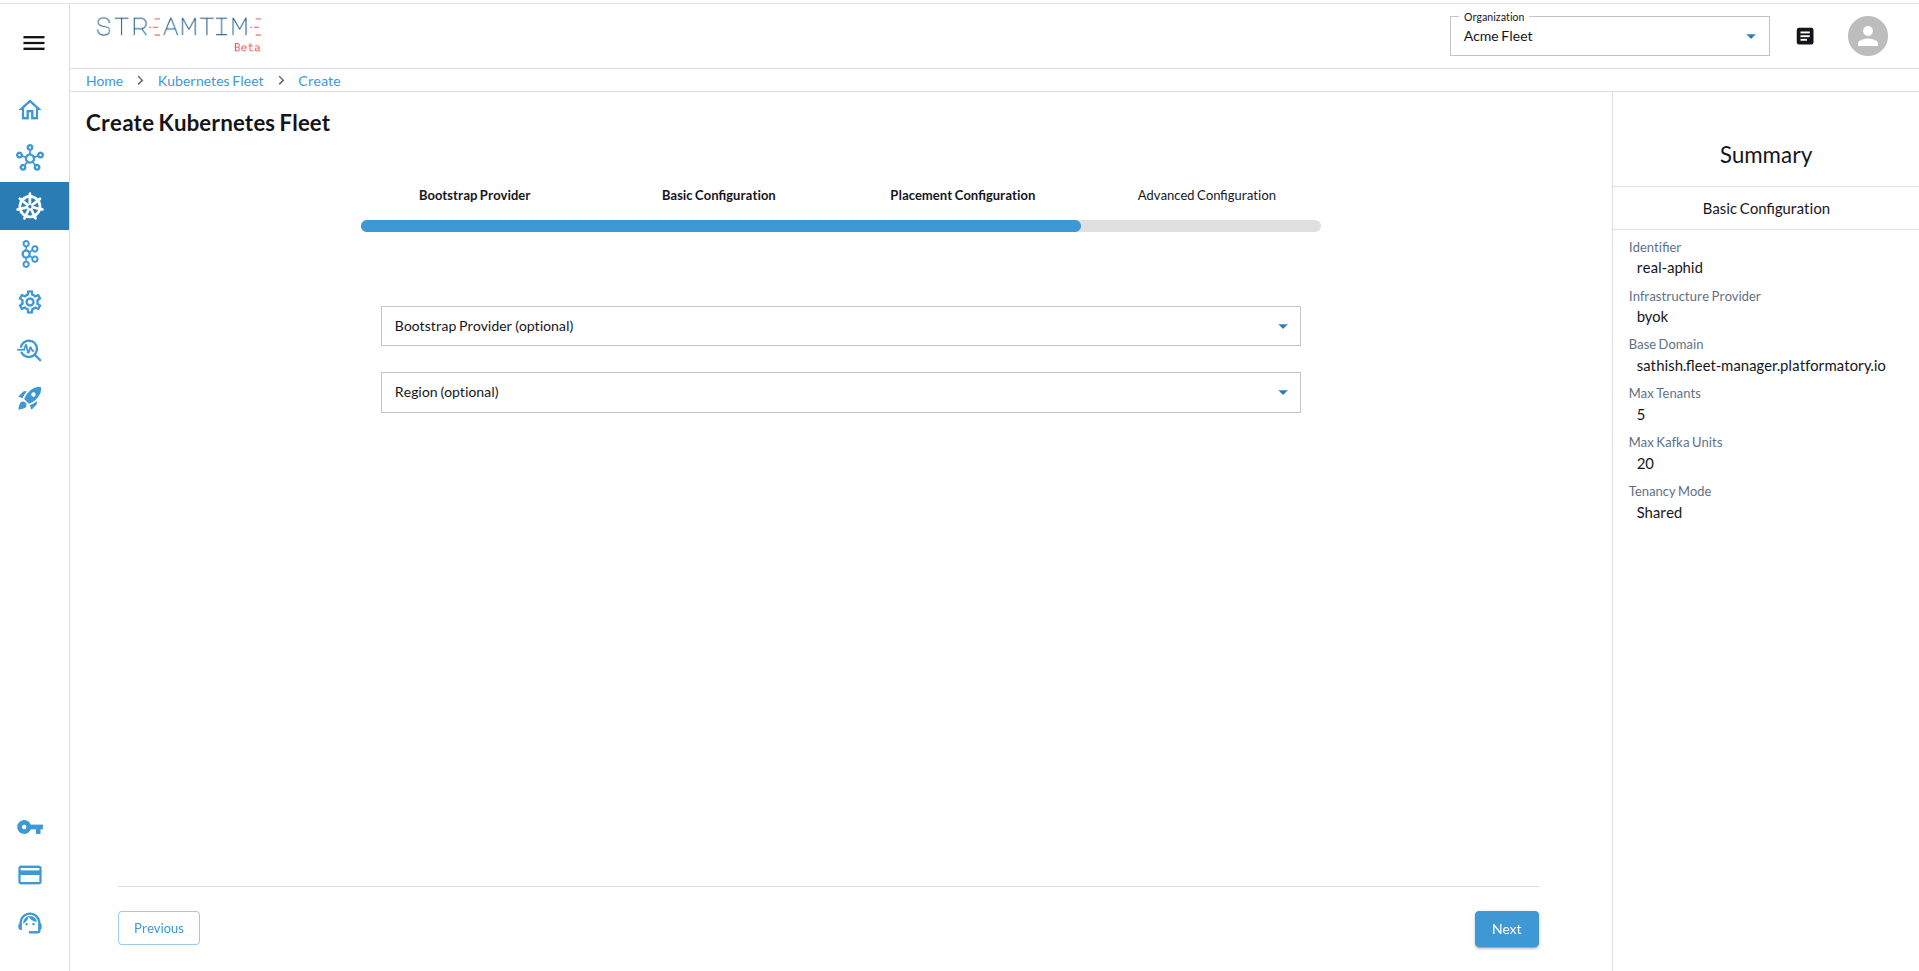 STREAMTIME
Beta
Organization
Acme Fleet
Home > Kubernetes Fleet > Create
Create Kubernetes Fleet
Bootstrap Provider
Basic Configuration
Placement Configuration
Advanced Configuration
Bootstrap Provider (optional)
Region (optional)
Previous
Next
Summary
Basic Configuration
Identifier
real-aphid
Infrastructure Provider
byok
Base Domain
sathish.fleet-manager.platformatory.io
Max Tenants
5
Max Kafka Units
20
Tenancy Mode
Shared